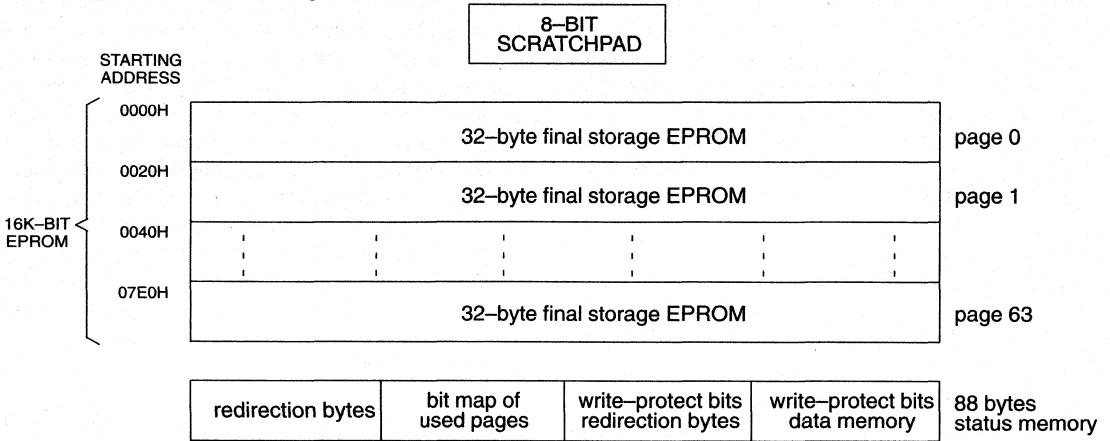 8–BIT
SCRATCHPAD
STARTING
ADDRESS
0000H
32–byte final storage EPROM
page 0
0020H
32–byte final storage EPROM
page 1
16K–BIT
EPROM
0040H
07E0H
32–byte final storage EPROM
page 63
redirection bytes
bit map of
used pages
write–protect bits
redirection bytes
write–protect bits
data memory
88 bytes
status memory